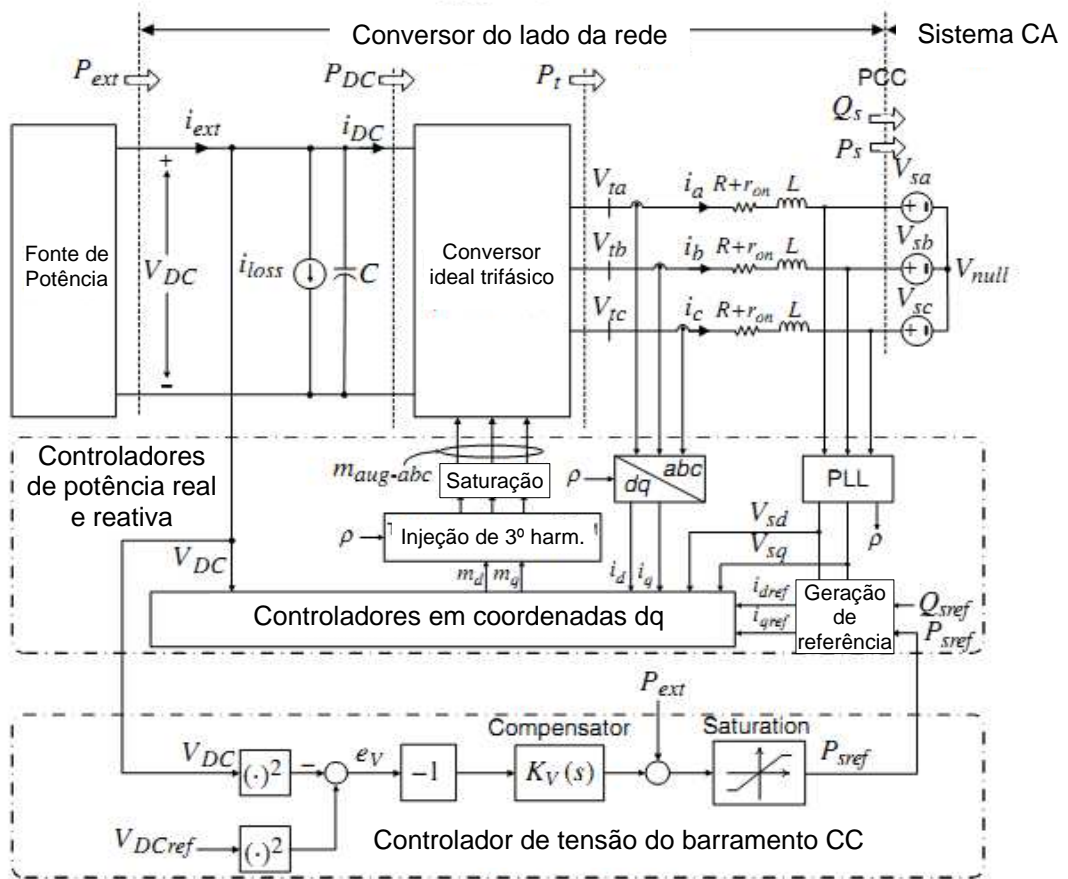 Conversor do lado da rede
Sistema CA
P_ext
P_DC
P_t
PCC
Q_s
P_s
i_ext
i_DC
V_sa
V_ta
i_a
R+r_on
L
+
Fonte de
Potência
V_DC
i_loss
C
Conversor
ideal trifásico
V_tb
i_b
R+r_on
L
V_sb
V_null
V_tc
i_c
R+r_on
L
V_sc
-
Controladores
de potência real
e reativa
m_aug-abc
Saturação
ρ
abc
dq
PLL
ρ
Injeção de 3º harm.
V_sd
V_sq
ρ
V_DC
m_d
m_q
i_d
i_q
i_dref
i_qref
Geração
de
referência
Q_sref
P_sref
Controladores em coordenadas dq
P_ext
Compensator
Saturation
V_DC
(·)²
-
e_V
-1
K_V(s)
P_sref
V_DCref
(·)²
Controlador de tensão do barramento CC